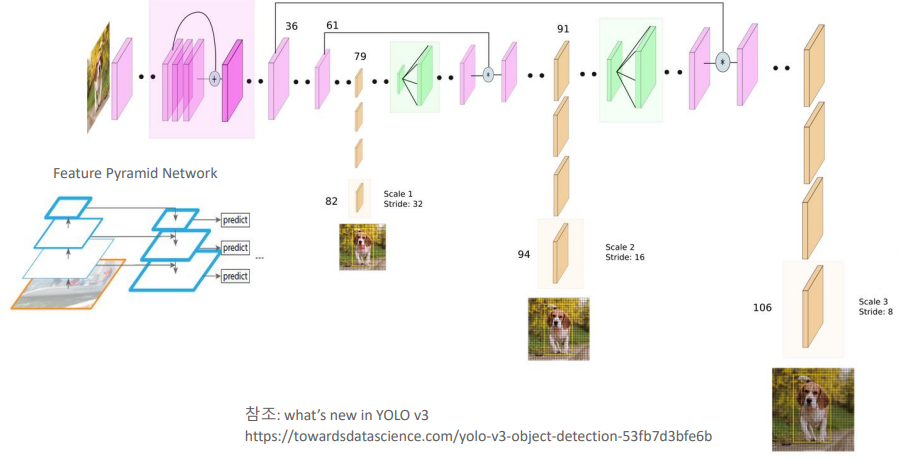 36
61
79
91
+
*
*
Feature Pyramid Network
predict
predict
predict
...
82
Scale 1
Stride: 32
94
Scale 2
Stride: 16
106
Scale 3
Stride: 8
참조: what's new in YOLO v3
https://towardsdatascience.com/yolo-v3-object-detection-53fb7d3bfe6b